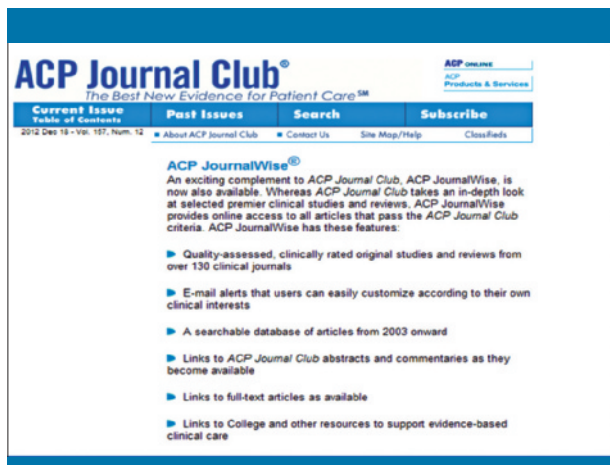 ACP Journal Club®
The Best New Evidence for Patient Care℠
ACP ONLINE
ACP
Products & Services
Current Issue
Table of Contents
Past Issues
Search
Subscribe
2012 Dec 18 - Vol. 157, Num. 12
About ACP Journal Club
Contact Us
Site Map/Help
Classifieds
ACP JournalWise®
An exciting complement to ACP Journal Club, ACP JournalWise, is
now also available. Whereas ACP Journal Club takes an in-depth look
at selected premier clinical studies and reviews, ACP JournalWise
provides online access to all articles that pass the ACP Journal Club
criteria. ACP JournalWise has these features:
Quality-assessed, clinically rated original studies and reviews from
over 130 clinical journals
E-mail alerts that users can easily customize according to their own
clinical interests
A searchable database of articles from 2003 onward
Links to ACP Journal Club abstracts and commentaries as they
become available
Links to full-text articles as available
Links to College and other resources to support evidence-based
clinical care